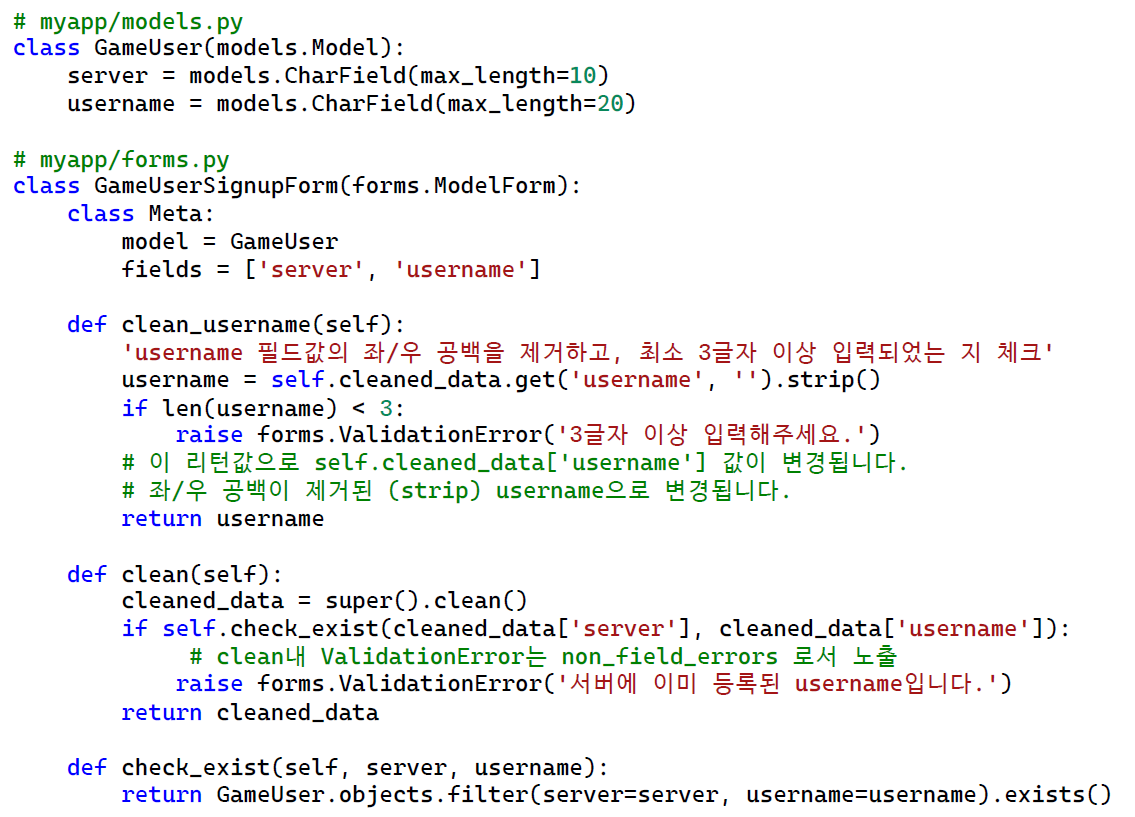 # myapp/models.py
class GameUser(models.Model):
    server = models.CharField(max_length=10)
    username = models.CharField(max_length=20)

# myapp/forms.py
class GameUserSignupForm(forms.ModelForm):
    class Meta:
        model = GameUser
        fields = ['server', 'username']

    def clean_username(self):
        'username 필드값의 좌/우 공백을 제거하고, 최소 3글자 이상 입력되었는 지 체크'
        username = self.cleaned_data.get('username', '').strip()
        if len(username) < 3:
            raise forms.ValidationError('3글자 이상 입력해주세요.')
        # 이 리턴값으로 self.cleaned_data['username'] 값이 변경됩니다.
        # 좌/우 공백이 제거된 (strip) username으로 변경됩니다.
        return username

    def clean(self):
        cleaned_data = super().clean()
        if self.check_exist(cleaned_data['server'], cleaned_data['username']):
             # clean내 ValidationError는 non_field_errors 로서 노출
            raise forms.ValidationError('서버에 이미 등록된 username입니다.')
        return cleaned_data

    def check_exist(self, server, username):
        return GameUser.objects.filter(server=server, username=username).exists()